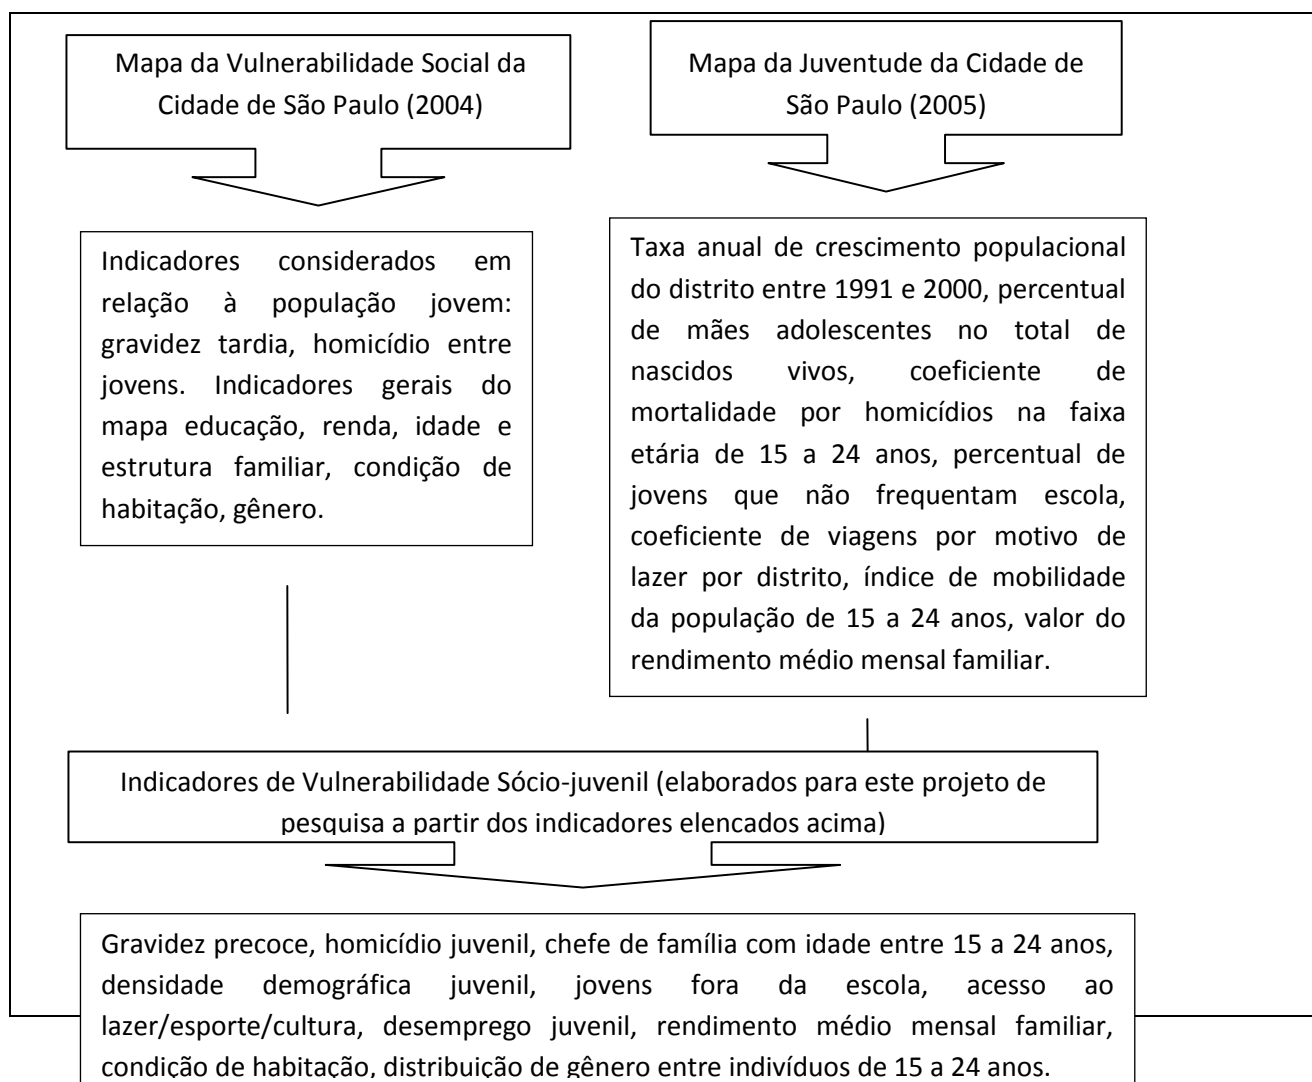 Mapa da Vulnerabilidade Social da
Cidade de São Paulo (2004)
Mapa da Juventude da Cidade de
São Paulo (2005)
Indicadores considerados em
relação à população jovem:
gravidez tardia, homicídio entre
jovens. Indicadores gerais do
mapa educação, renda, idade e
estrutura familiar, condição de
habitação, gênero.
Taxa anual de crescimento populacional
do distrito entre 1991 e 2000, percentual
de mães adolescentes no total de
nascidos vivos, coeficiente de
mortalidade por homicídios na faixa
etária de 15 a 24 anos, percentual de
jovens que não frequentam escola,
coeficiente de viagens por motivo de
lazer por distrito, índice de mobilidade
da população de 15 a 24 anos, valor do
rendimento médio mensal familiar.
Indicadores de Vulnerabilidade Sócio-juvenil (elaborados para este projeto de
pesquisa a partir dos indicadores elencados acima)
Gravidez precoce, homicídio juvenil, chefe de família com idade entre 15 a 24 anos,
densidade demográfica juvenil, jovens fora da escola, acesso ao
lazer/esporte/cultura, desemprego juvenil, rendimento médio mensal familiar,
condição de habitação, distribuição de gênero entre indivíduos de 15 a 24 anos.